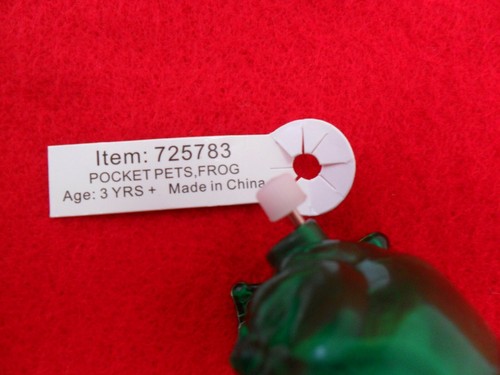 Item: 725783
POCKET PETS,FROG
Age: 3 YRS + Made in China